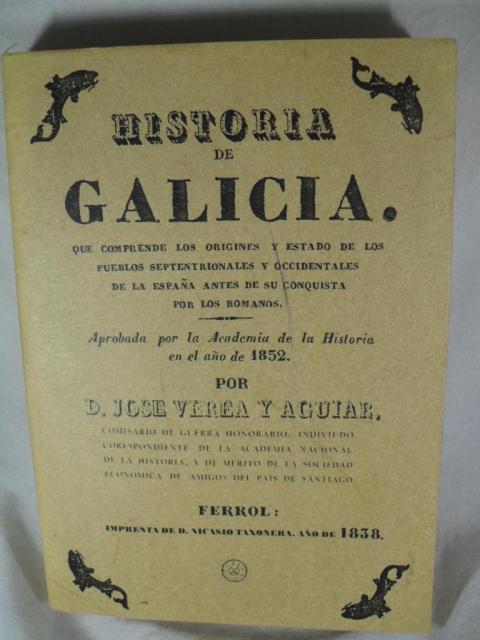 HISTORIA
DE
GALICIA.
QUE COMPRENDE LOS ORIGINES Y ESTADO DE LOS
PUEBLOS SEPTENTRIONALES Y OCCIDENTALES
DE LA ESPAÑA ANTES DE SU CONQUISTA
POR LOS ROMANOS.
Aprobada por la Academia de la Historia
en el año de 1832.
POR
D. JOSE VEREA Y AGUIAR,
COMISARIO DE GUERRA HONORARIO, INDIVIUDO
CORESPONDIENTE DE LA ACADEMIA NACIONAL
DE LA HISTORIA, Y DE MERITO DE LA SOCIEDAD
ECONOMICA DE AMIGOS DEL PAIS DE SANTIAGO.
FERROL:
IMPRENTA DE D. NICASIO TAXONERA. AÑO DE 1838.